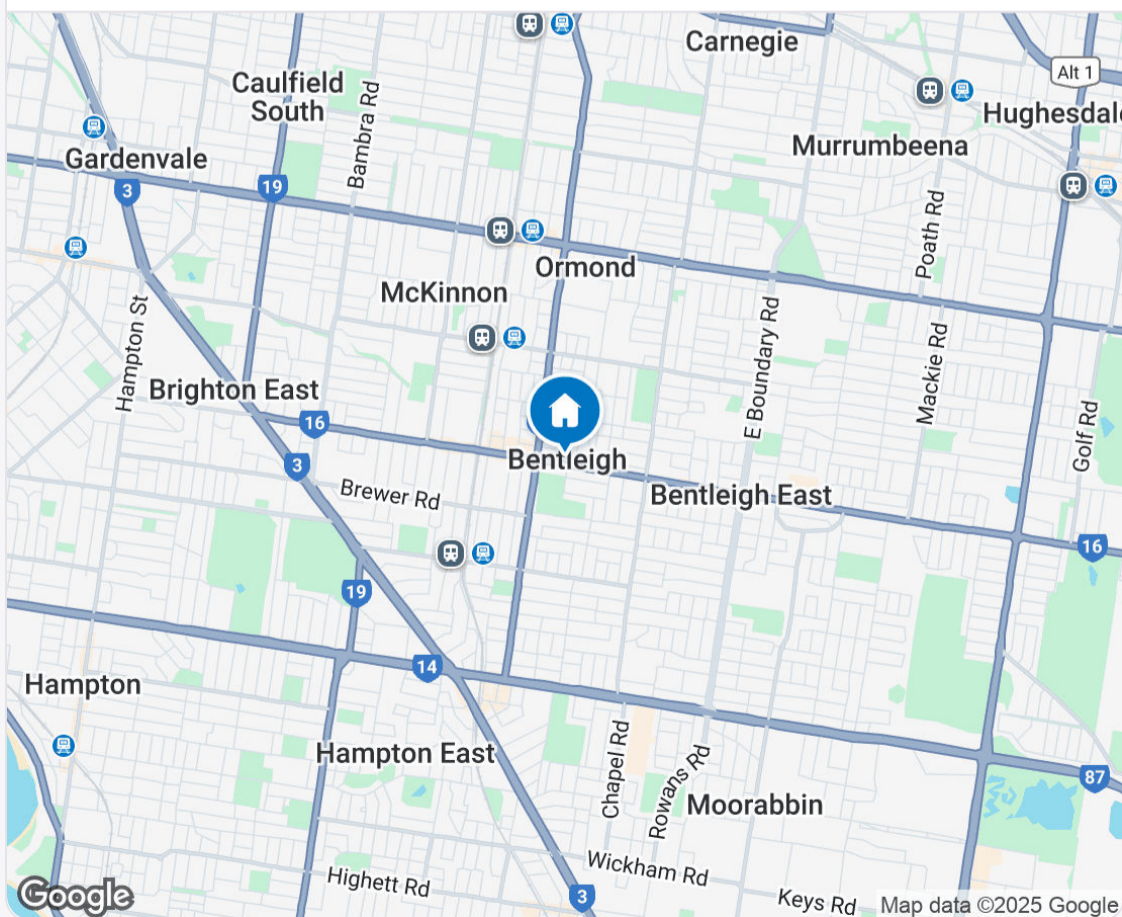 Carnegie
Alt 1
Caulfield
South
Hughesdale
Bambra Rd
Murrumbeena
Gardenvale
3
19
Poath Rd
Ormond
McKinnon
Hampton St
E Boundary Rd
Mackie Rd
Brighton East
16
Golf Rd
3
Bentleigh
Brewer Rd
Bentleigh East
16
19
14
Hampton
Hampton East
Chapel Rd
Rowans Rd
87
Moorabbin
Wickham Rd
Highett Rd
3
Keys Rd
Google
Map data ©2025 Google